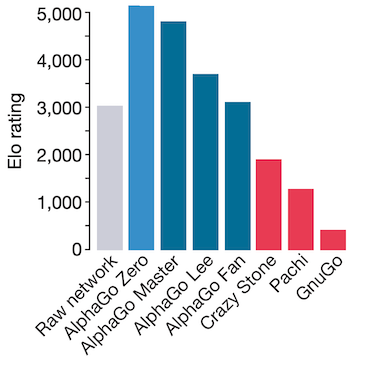 Elo rating
5,000
4,000
3,000
2,000
1,000
0
Raw network
AlphaGo Zero
AlphaGo Master
AlphaGo Lee
AlphaGo Fan
Crazy Stone
Pachi
GnuGo